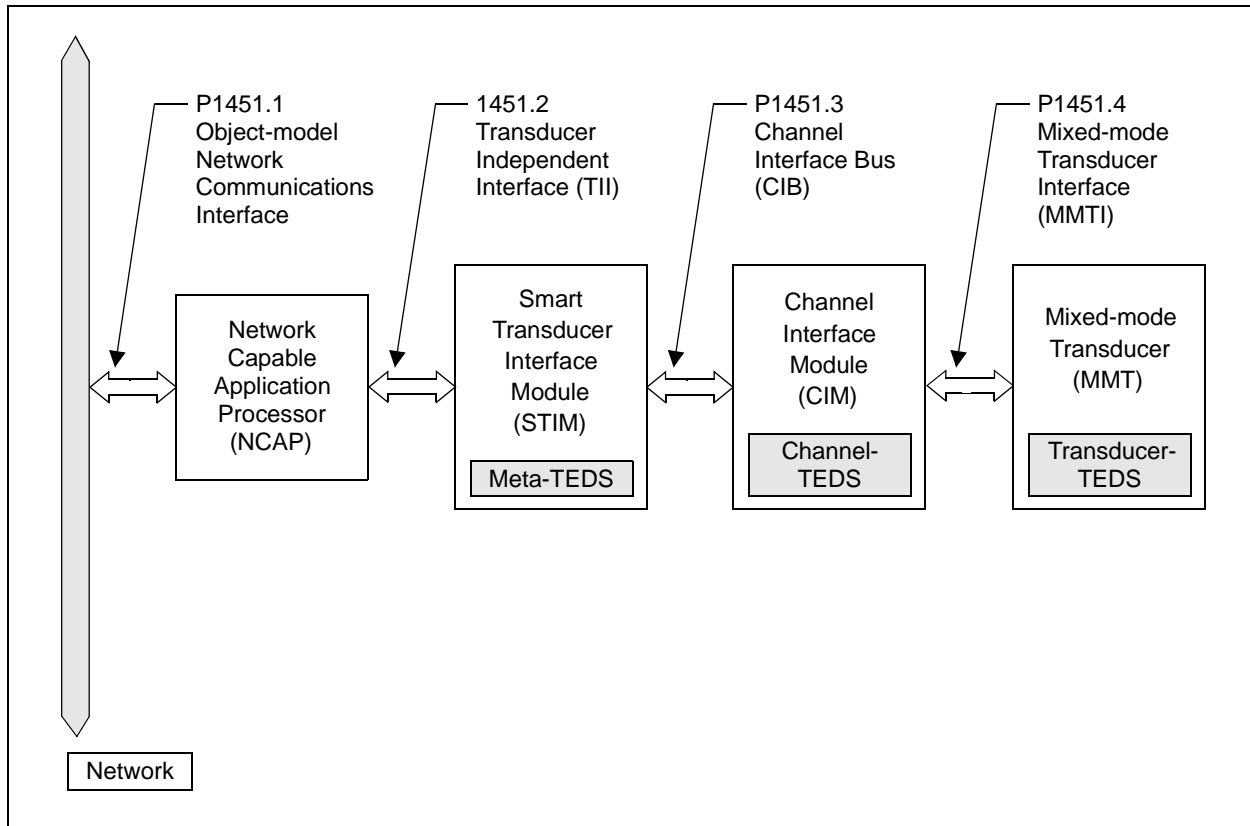 P1451.1
Object-model
Network
Communications
Interface
1451.2
Transducer
Independent
Interface (TII)
P1451.3
Channel
Interface Bus
(CIB)
P1451.4
Mixed-mode
Transducer
Interface
(MMTI)
Network
Capable
Application
Processor
(NCAP)
Smart
Transducer
Interface
Module
(STIM)
Meta-TEDS
Channel
Interface
Module
(CIM)
Channel-
TEDS
Mixed-mode
Transducer
(MMT)
Transducer-
TEDS
Network